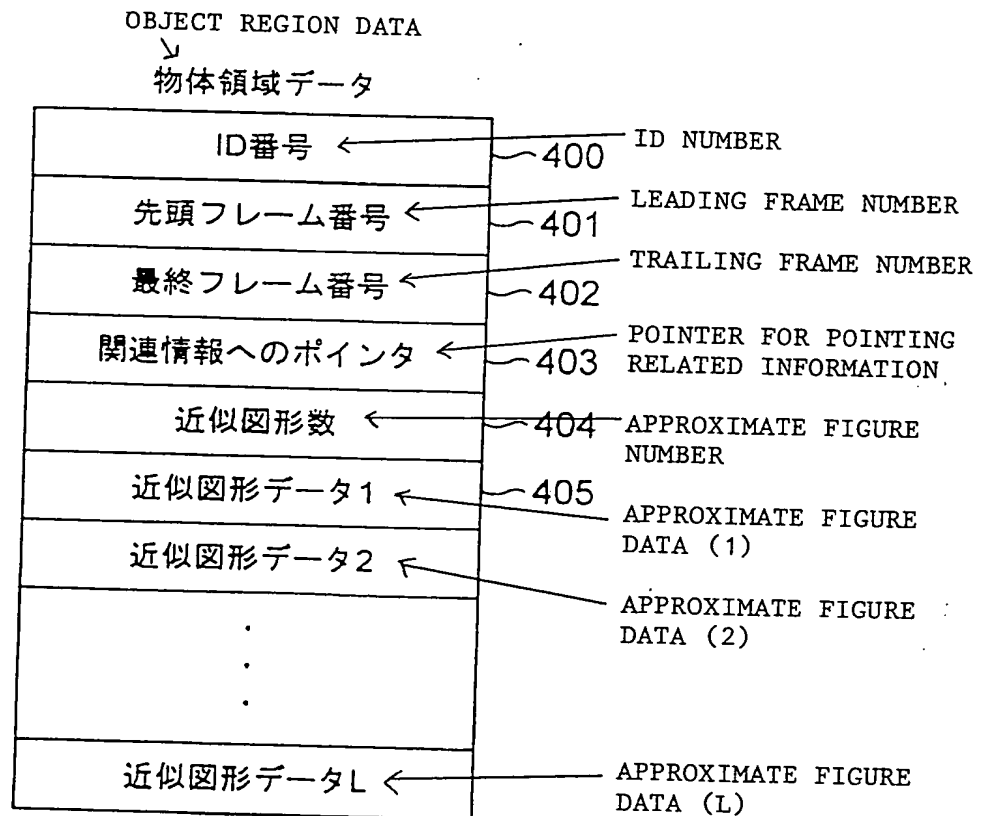 OBJECT REGION DATA
物体領域データ
ID番号
400
ID NUMBER
先頭フレーム番号
401
LEADING FRAME NUMBER
最終フレーム番号
402
TRAILING FRAME NUMBER
関連情報へのポインタ
403
POINTER FOR POINTING
RELATED INFORMATION
近似図形数
404
APPROXIMATE FIGURE
NUMBER
近似図形データ1
405
APPROXIMATE FIGURE
DATA (1)
近似図形データ2
APPROXIMATE FIGURE
DATA (2)
近似図形データL
APPROXIMATE FIGURE
DATA (L)